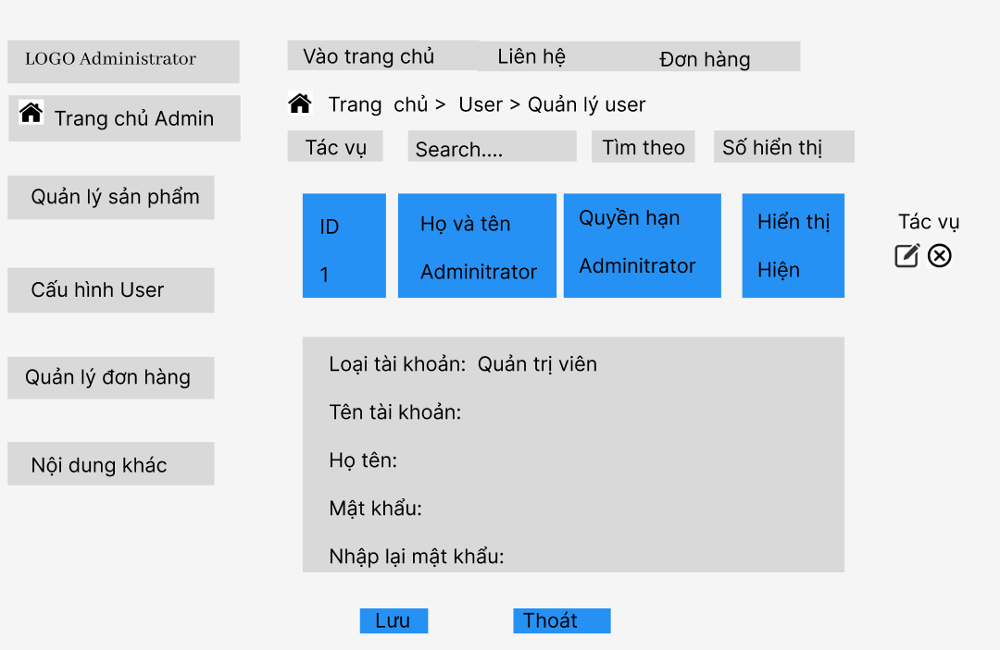 LOGO Administrator
Trang chủ Admin
Quản lý sản phẩm
Cấu hình User
Quản lý đơn hàng
Nội dung khác
Vào trang chủ
Liên hệ
Đơn hàng
Trang chủ > User > Quản lý user
Tác vụ
Search....
Tìm theo
Số hiển thị
ID
1
Họ và tên
Adminitrator
Quyền hạn
Adminitrator
Hiển thị
Hiện
Tác vụ
Loại tài khoản: Quản trị viên
Tên tài khoản:
Họ tên:
Mật khẩu:
Nhập lại mật khẩu:
Lưu
Thoát